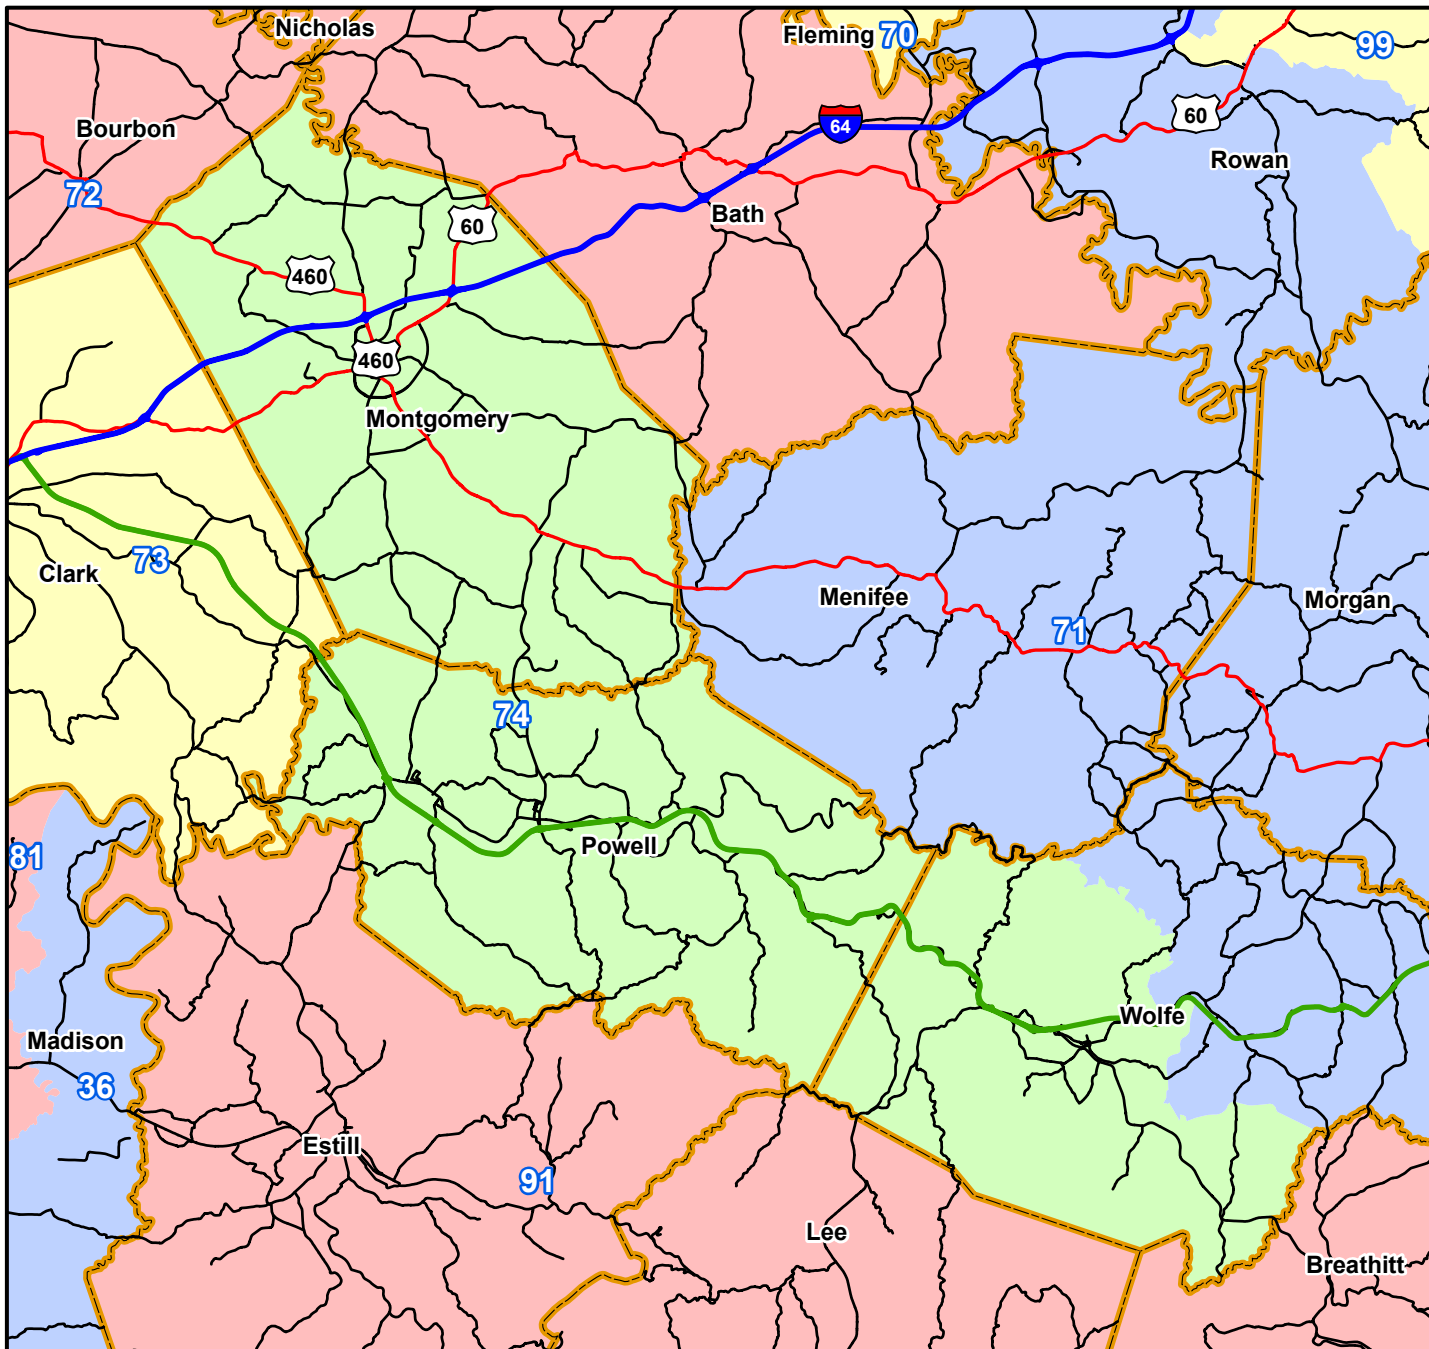 Nicholas
Fleming 70
99
Bourbon
64
60
Rowan
72
Bath
60
460
460
Montgomery
73
Clark
Menifée
Morgan
71
74
Powell
81
Wolfe
Madison
36
Estill
91
Lee
Breathitt